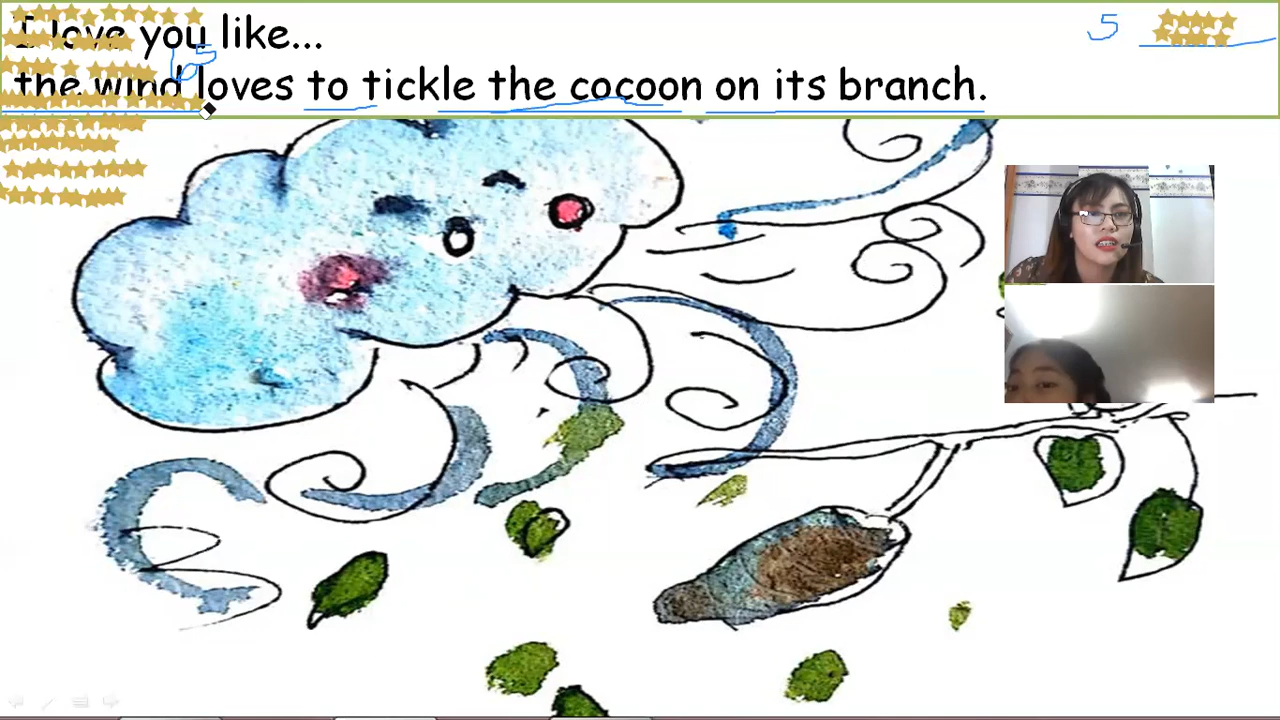 I love you like... 5
the wind loves to tickle the cocoon on its branch.